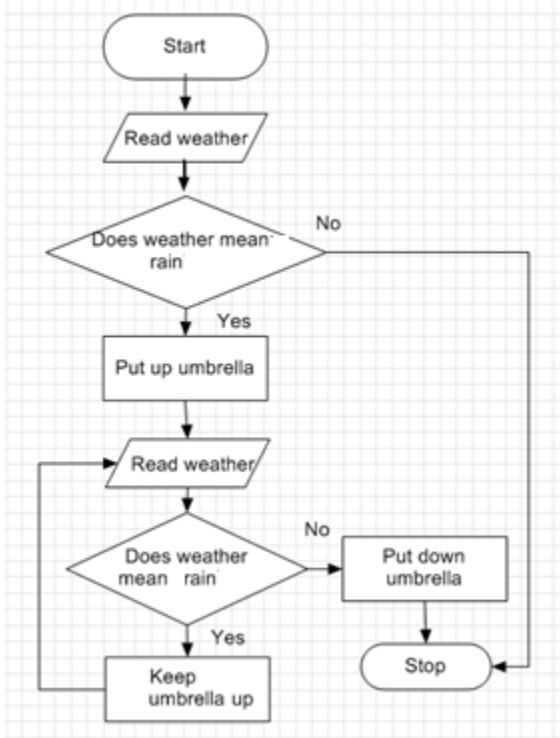 Start
Read weather
Does weather mean
rain
No
Yes
Put up umbrella
Read weather
Does weather
mean rain
No
Put down
umbrella
Yes
Stop
Keep
umbrella up